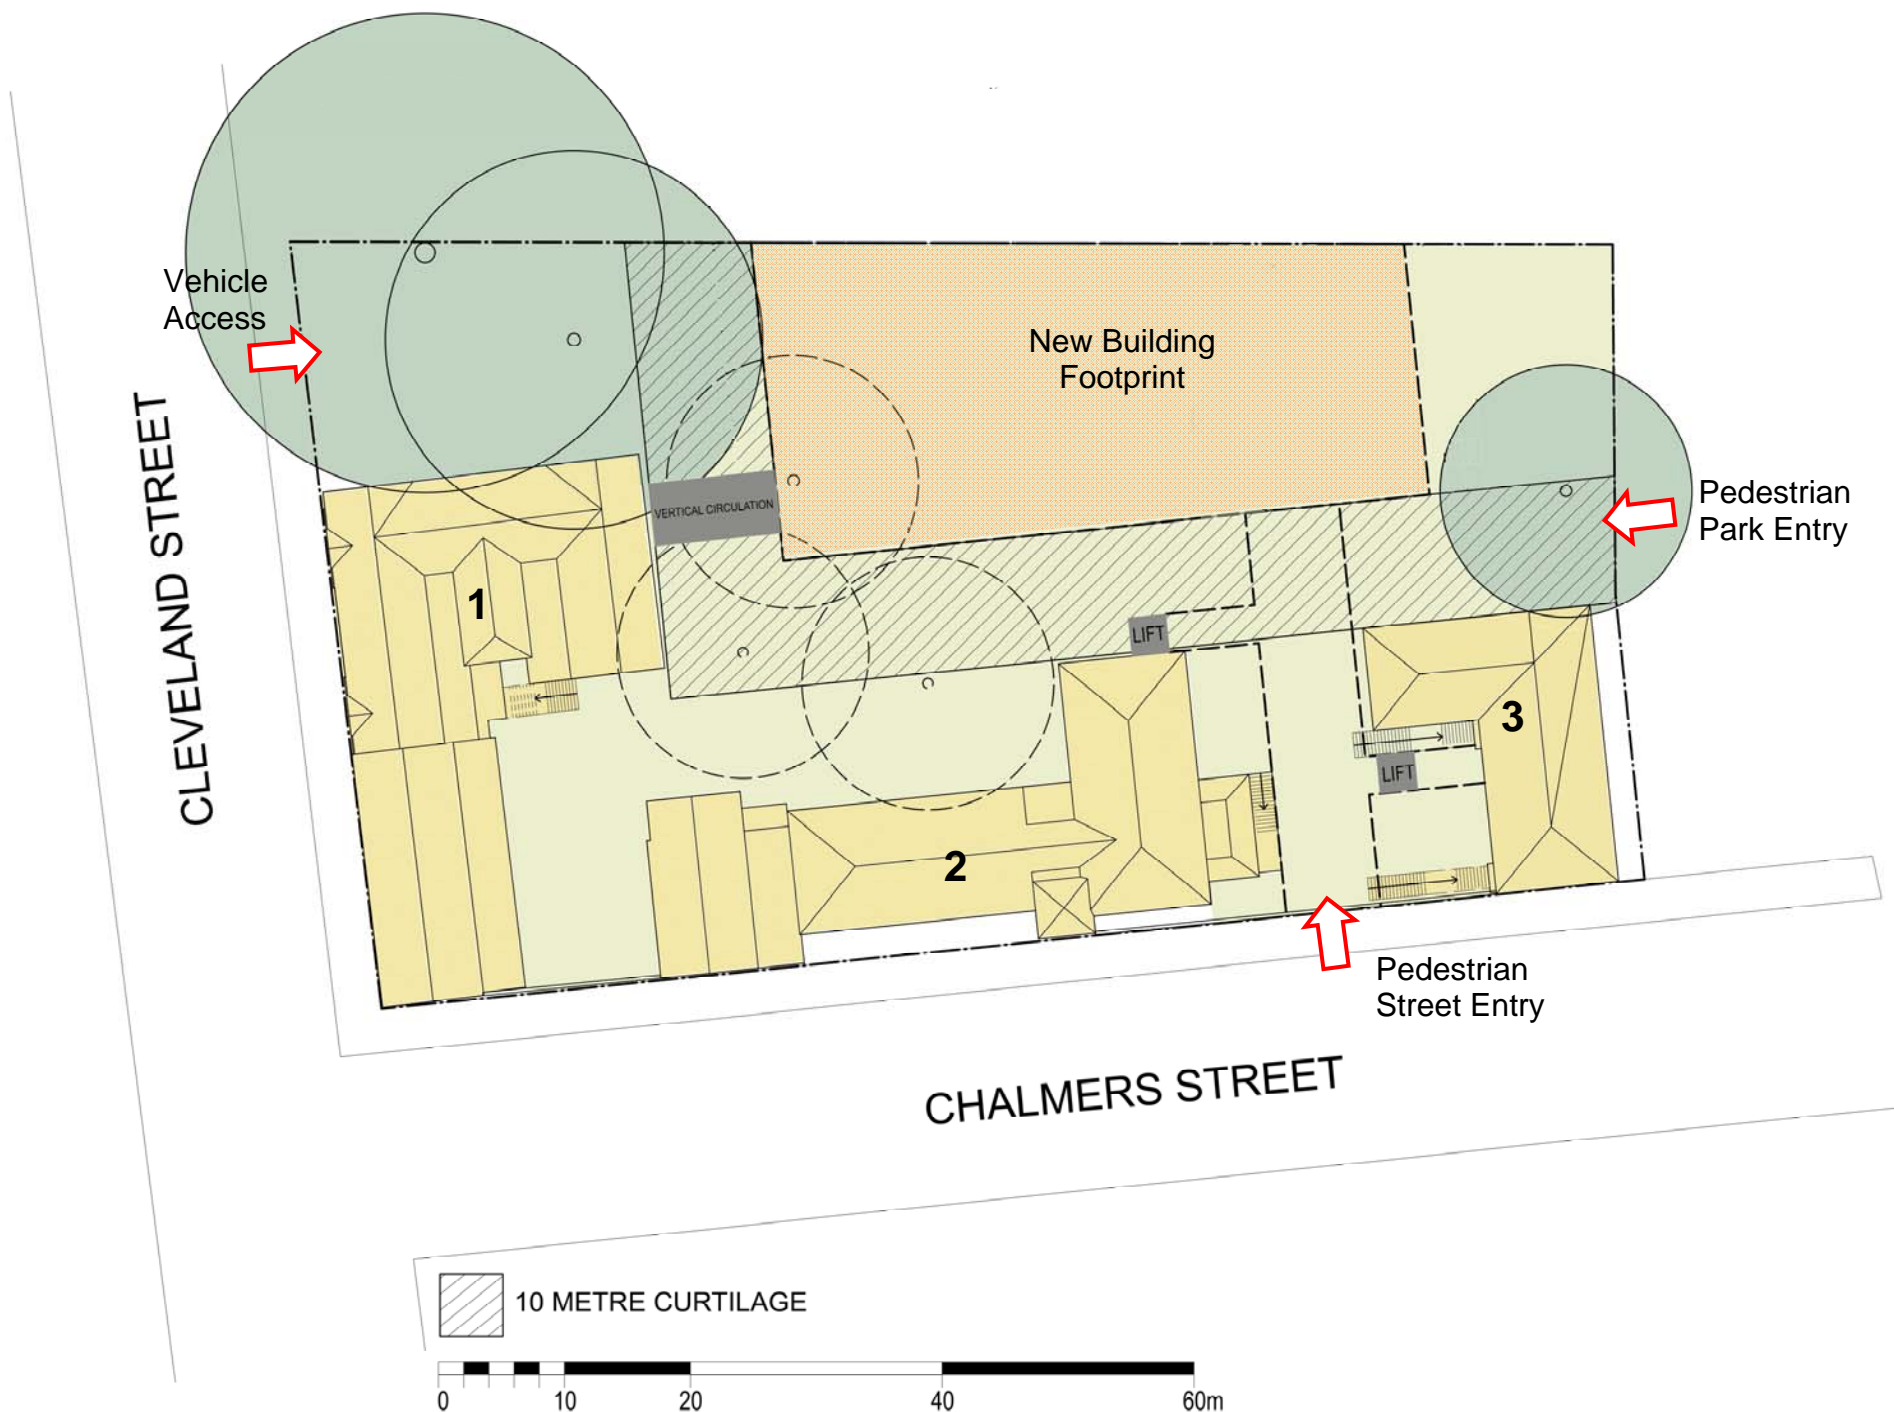 Vehicle
Access
New Building
Footprint
CLEVELAND STREET
VERTICAL CIRCULATION
Pedestrian
Park Entry
1
LIFT
3
LIFT
2
Pedestrian
Street Entry
CHALMERS STREET
10 METRE CURTILAGE
0 10 20 40 60m